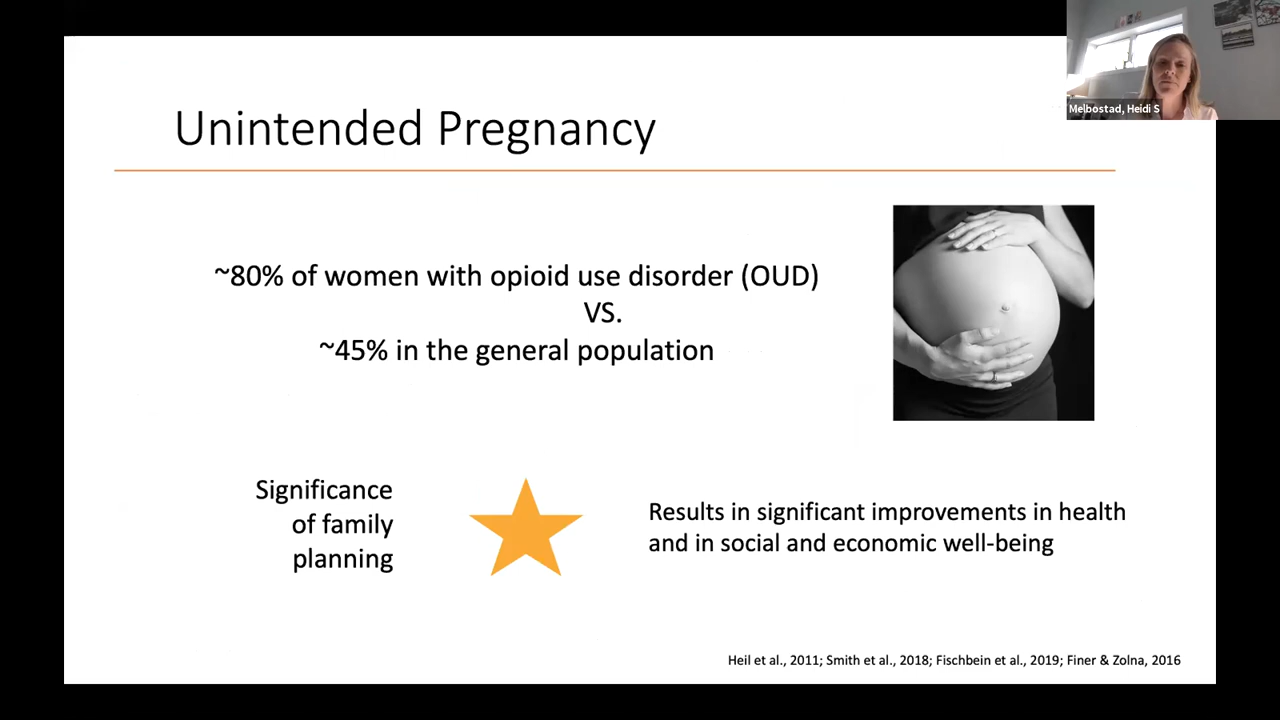 Melbostad, Heidi S
Unintended Pregnancy
~80% of women with opioid use disorder (OUD)
VS.
~45% in the general population
Significance
of family
planning
Results in significant improvements in health
and in social and economic well-being
Heil et al., 2011; Smith et al., 2018; Fischbein et al., 2019; Finer & Zolna, 2016